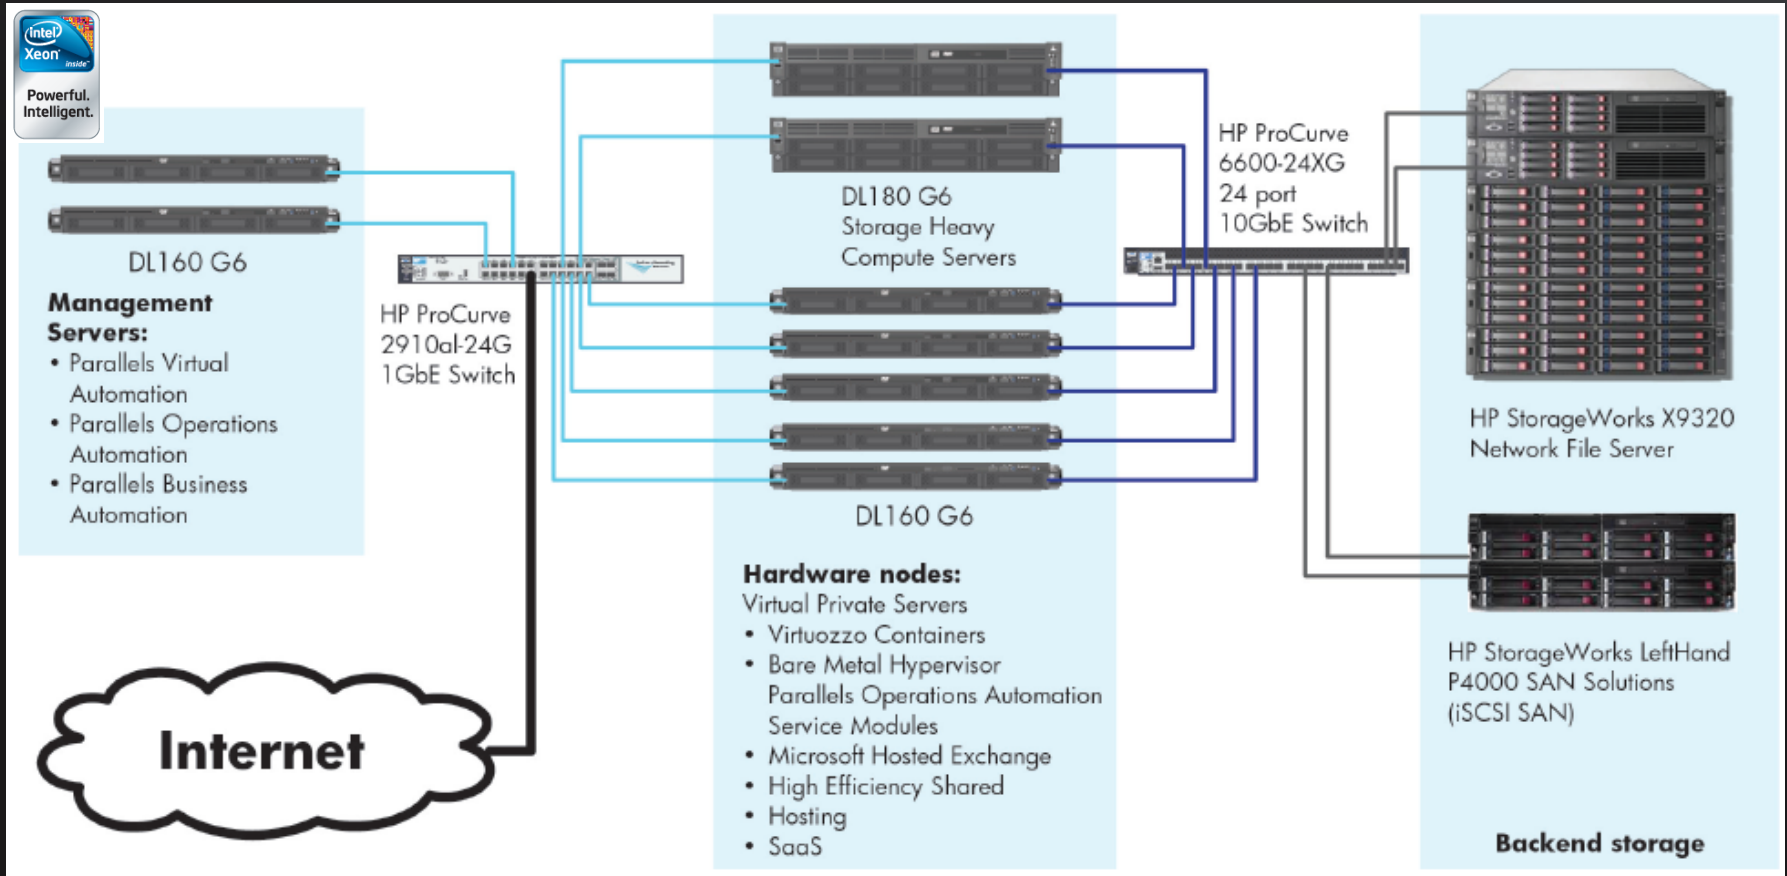 intel
Xeon
inside™
Powerful.
Intelligent.
DL160 G6
Management
Servers:
• Parallels Virtual
Automation
• Parallels Operations
Automation
• Parallels Business
Automation
HP ProCurve
2910al-24G
1GbE Switch
Internet
DL180 G6
Storage Heavy
Compute Servers
DL160 G6
Hardware nodes:
Virtual Private Servers
• Virtuozzo Containers
• Bare Metal Hypervisor
Parallels Operations Automation
Service Modules
• Microsoft Hosted Exchange
• High Efficiency Shared
• Hosting
• SaaS
HP ProCurve
6600-24XG
24 port
10GbE Switch
HP StorageWorks X9320
Network File Server
HP StorageWorks LeftHand
P4000 SAN Solutions
(iSCSI SAN)
Backend storage